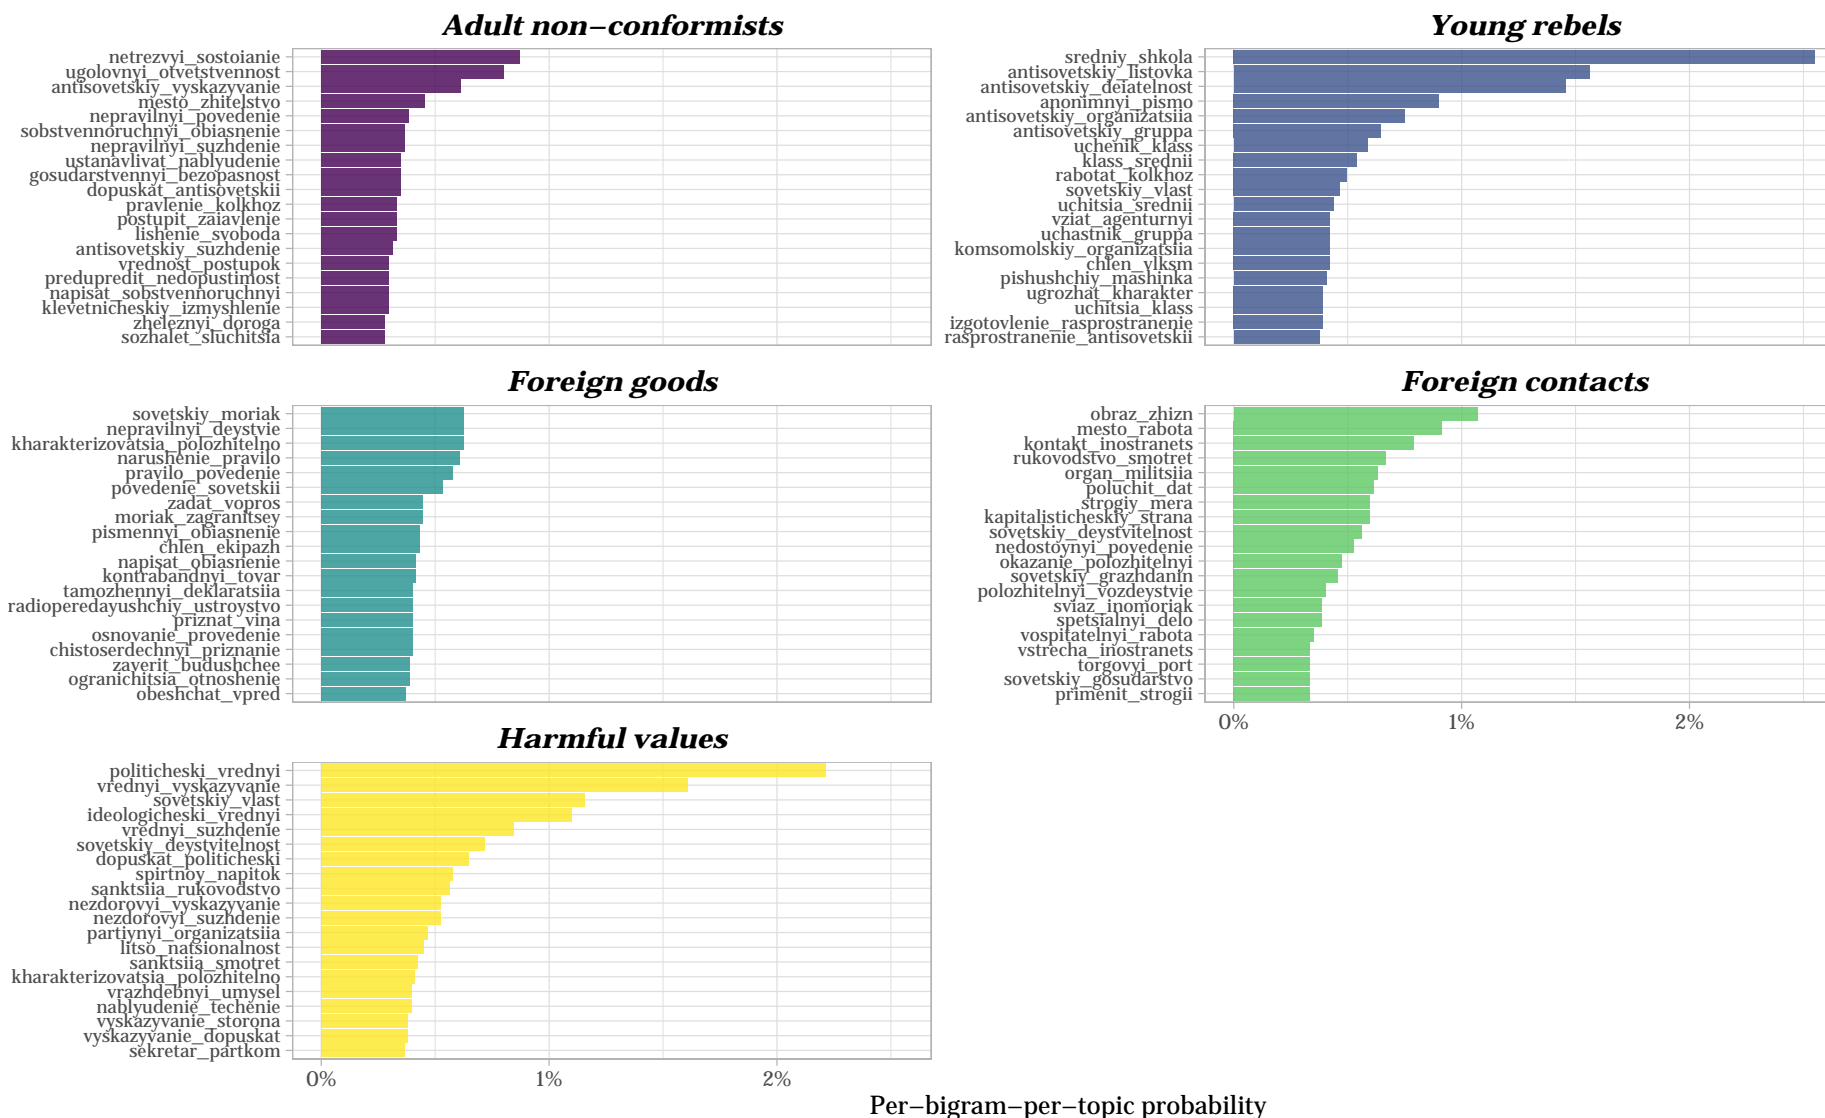 Adult non−conformists
netrezvyi_sostoianie
ugolovnyi_otvetstvennost
antisovetskiy_vyskazyvanie
mesto_zhitelstvo
nepravilnyi_povedenie
sobstvennoruchnyi_obiasnenie
nepravilnyi_suzhdenie
ustanavlivat_nablyudenie
gosudarstvennyi_bezopasnost
dopuskat_antisovetskii
pravlenie_kolkhoz
postupit_zaiavlenie
lishenie_svoboda
antisovetskiy_suzhdenie
vrednost_postupok
predupredit_nedopustimost
napisat_sobstvennoruchnyi
klevetnicheskiy_izmyshlenie
zheleznyi_doroga
sozhalet_sluchitsia
Young rebels
sredniy_shkola
antisovetskiy_listovka
antisovetskiy_deiatelnost
anonimnyi_pismo
antisovetskiy_organizatsiia
antisovetskiy_gruppa
uchenik_klass
klass_srednii
rabotat_kolkhoz
sovetskiy_vlast
uchitsia_srednii
vziat_agenturnyi
uchastnik_gruppa
komsomolskiy_organizatsiia
chlen_vlksm
pishushchiy_mashinka
ugrozhat_kharakter
uchitsia_klass
izgotovlenie_rasprostranenie
rasprostranenie_antisovetskii
Foreign goods
sovetskiy_moriak
nepravilnyi_deystvie
kharakterizovatsia_polozhitelno
narushenie_pravilo
pravilo_povedenie
povedenie_sovetskii
zadat_vopros
moriak_zagranitsey
pismennyi_obiasnenie
chlen_ekipazh
napisat_obiasnenie
kontrabandnyi_tovar
tamozhennyi_deklaratsiia
radioperedayushchiy_ustroystvo
priznat_vina
osnovanie_provedenie
chistoserdechnyi_priznanie
zaverit_budushchee
ogranichitsia_otnoshenie
obeshchat_vpred
Foreign contacts
obraz_zhizn
mesto_rabota
kontakt_inostranets
rukovodstvo_smotret
organ_militsiia
poluchit_dat
strogiy_mera
kapitalisticheskiy_strana
sovetskiy_deystvitelnost
nedostoynyi_povedenie
okazanie_polozhitelnyi
sovetskiy_grazhdanin
polozhitelnyi_vozdeystvie
sviaz_inomoriak
spetsialnyi_delo
vospitatelnyi_rabota
vstrecha_inostranets
torgovyi_port
sovetskiy_gosudarstvo
primenit_strogii
0% 1% 2%
Harmful values
politicheski_vrednyi
vrednyi_vyskazyvanie
sovetskiy_vlast
ideologicheski_vrednyi
vrednyi_suzhdenie
sovetskiy_deystvitelnost
dopuskat_politicheski
spirtnoy_napitok
sanktsiia_rukovodstvo
nezdorovyi_vyskazyvanie
nezdorovyi_suzhdenie
partiynyi_organizatsiia
litso_natsionalnost
sanktsiia_smotret
kharakterizovatsia_polozhitelno
vrazhdebnyi_umysel
nablyudenie_techenie
vyskazyvanie_storona
vyskazyvanie_dopuskat
sekretar_partkom
0% 1% 2%
Per−bigram−per−topic probability